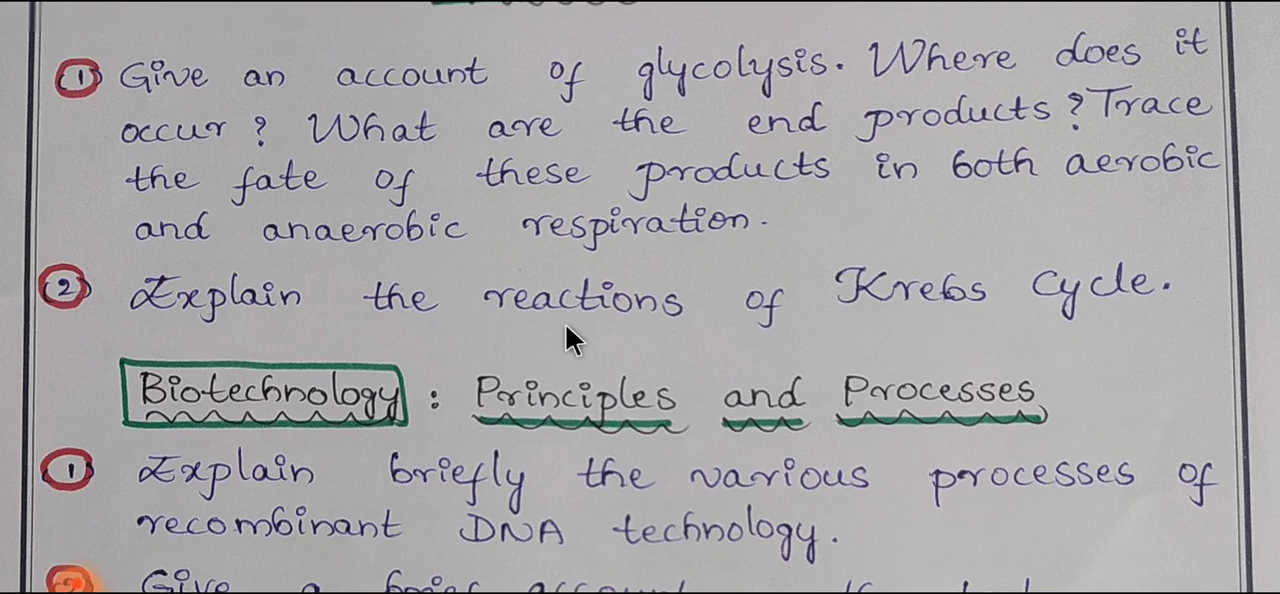 (1) Give an account of glycolysis. Where does it
occur? What are the end products? Trace
the fate of these products in both aerobic
and anaerobic respiration.
(2) Explain the reactions of Krebs Cycle.
Biotechnology: Principles and Processes
(1) Explain briefly the various processes of
recombinant DNA technology.
Give a